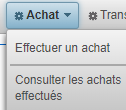 Achat Trans
Effectuer un achat
Consulter les achats
effectués